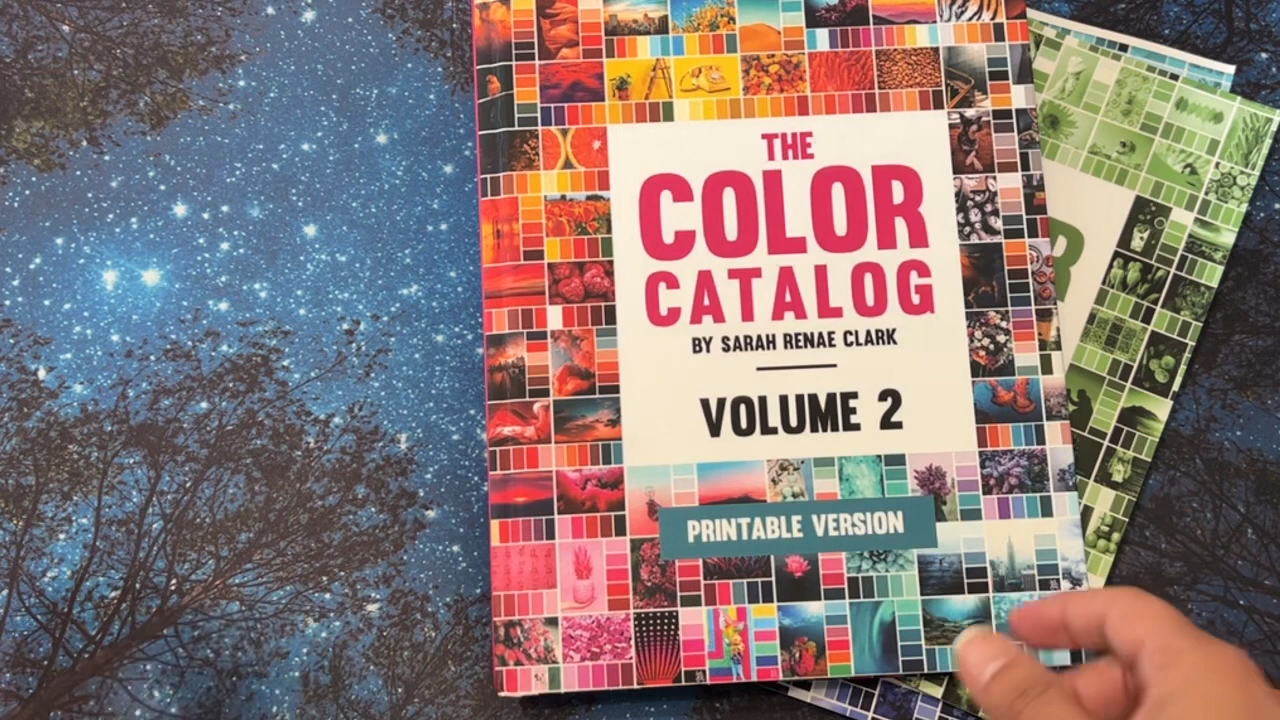 THE
COLOR
CATALOG
BY SARAH RENAE CLARK
VOLUME 2
PRINTABLE VERSION
R